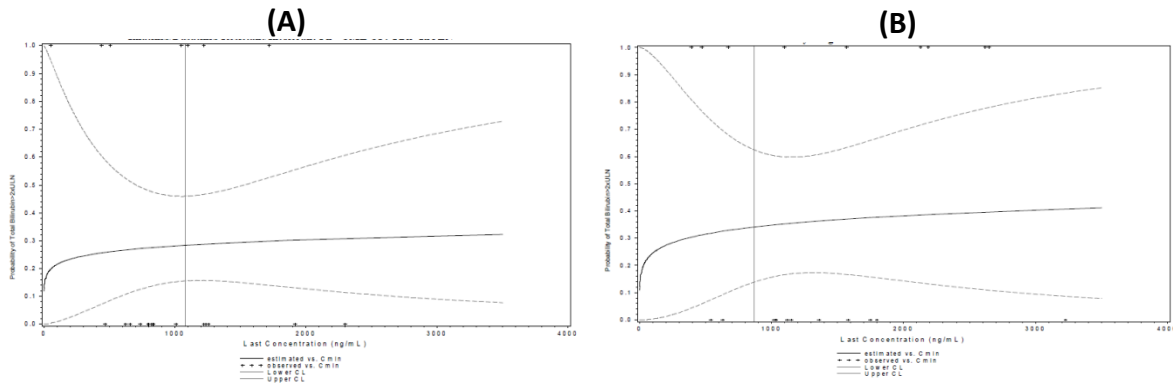 (A)
(B)
Probability of Total Bilirubin>2xULN
1.0
0.9
0.8
0.7
0.6
0.5
0.4
0.3
0.2
0.1
0.0
0
1000
2000
3000
4000
Last Concentration (ng/mL)
estimated vs. Cmin
observed vs. Cmin
Lower CL
Upper CL
Probability of Total Bilirubin>2xULN
1.0
0.9
0.8
0.7
0.6
0.5
0.4
0.3
0.2
0.1
0.0
0
1000
2000
3000
4000
Last Concentration (ng/mL)
estimated vs. Cmin
observed vs. Cmin
Lower CL
Upper CL